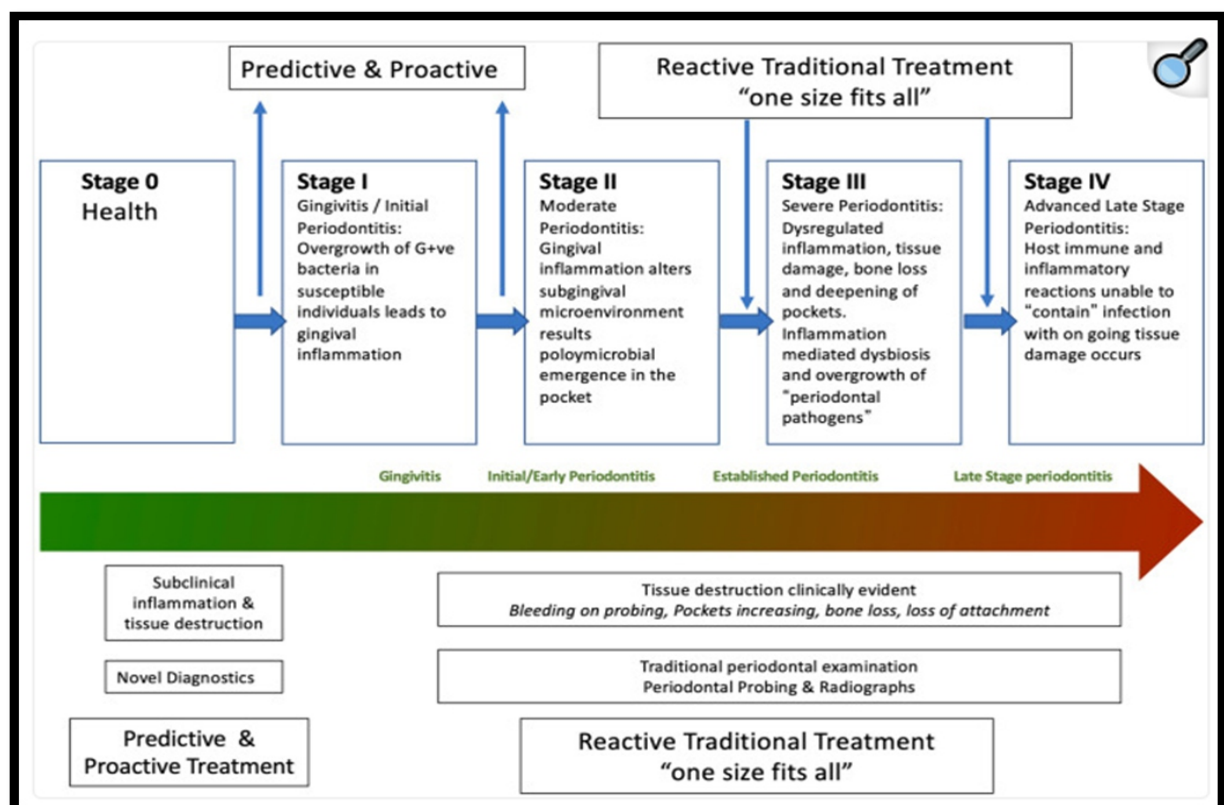 Predictive & Proactive
Reactive Traditional Treatment
“one size fits all”
Stage 0
Health
Stage I
Gingivitis / Initial
Periodontitis:
Overgrowth of G+ve
bacteria in
susceptible
individuals leads to
gingival
inflammation
Stage II
Moderate
Periodontitis:
Gingival
inflammation alters
subgingival
microenvironment
results
poloymicrobial
emergence in the
pocket
Stage III
Severe Periodontitis:
Dysregulated
inflammation, tissue
damage, bone loss
and deepening of
pockets.
Inflammation
mediated dysbiosis
and overgrowth of
“periodontal
pathogens”
Stage IV
Advanced Late Stage
Periodontitis:
Host immune and
inflammatory
reactions unable to
“contain” infection
with on going tissue
damage occurs
Gingivitis
Initial/Early Periodontitis
Established Periodontitis
Late Stage periodontitis
Subclinical
inflammation &
tissue destruction
Tissue destruction clinically evident
Bleeding on probing, Pockets increasing, bone loss, loss of attachment
Novel Diagnostics
Traditional periodontal examination
Periodontal Probing & Radiographs
Predictive &
Proactive Treatment
Reactive Traditional Treatment
“one size fits all”